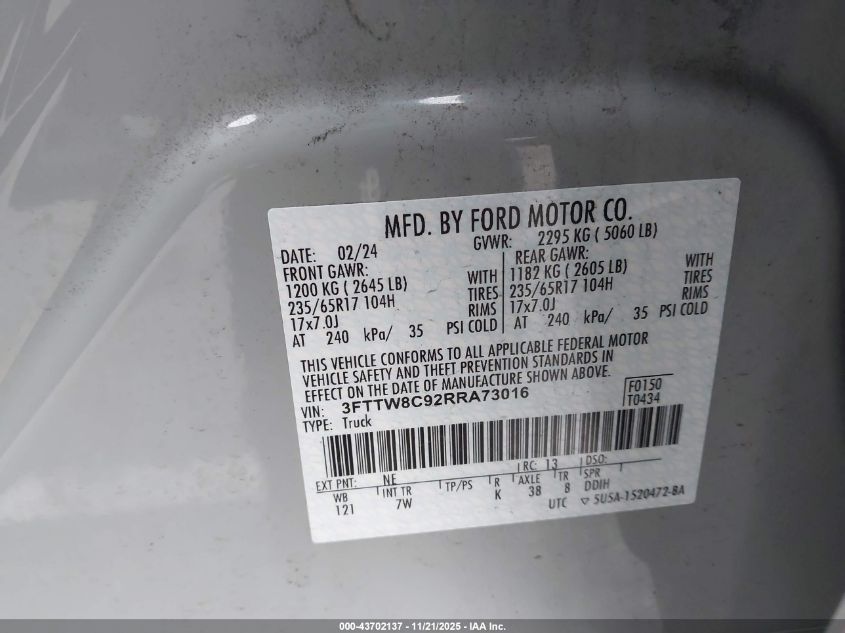 MFD. BY FORD MOTOR CO.
DATE: 02/24 GVWR: 2295 KG ( 5060 LB)
FRONT GAWR: REAR GAWR:
1200 KG ( 2645 LB) WITH 1182 KG ( 2605 LB) WITH
235/65R17 104H TIRES 235/65R17 104H TIRES
17x7.0J RIMS 17x7.0J RIMS
AT 240 kPa/ 35 PSI COLD AT 240 kPa/ 35 PSI COLD
THIS VEHICLE CONFORMS TO ALL APPLICABLE FEDERAL MOTOR
VEHICLE SAFETY AND THEFT PREVENTION STANDARDS IN
EFFECT ON THE DATE OF MANUFACTURE SHOWN ABOVE.
VIN: 3FTTW8C92RRA73016 F0150
TYPE: Truck T0434
EXT PNT: NE RC: 13 DSO:
WB INT TR TP/PS R AXLE TR SPR
121 7W K 38 8 DDIH
UTC ▽ 5U5A-1520472-BA
000-43702137 - 11/21/2025 - IAA Inc.